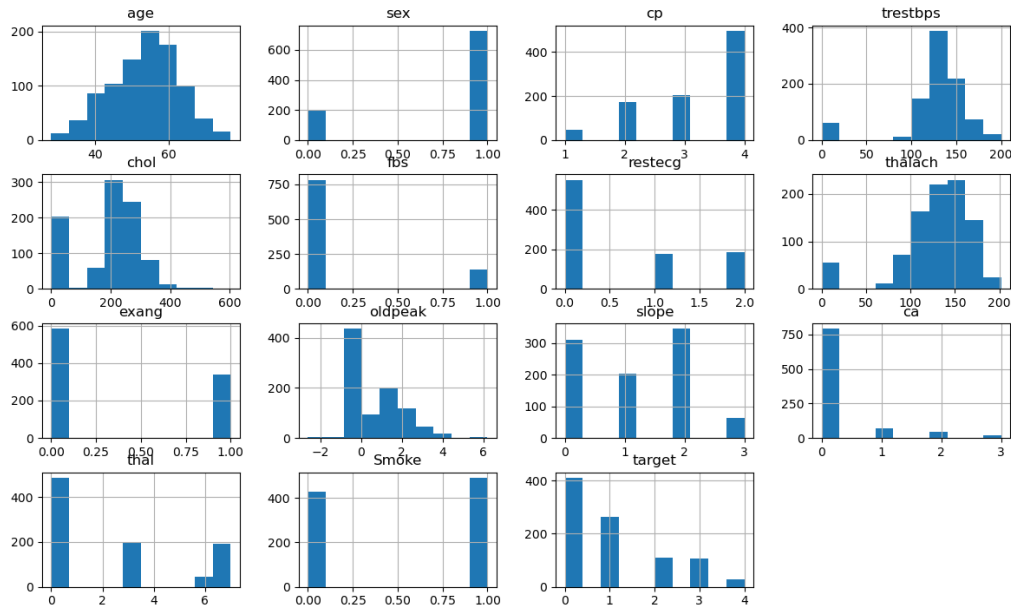 age sex cp trestbps
200
100
0
40 60
600
400
200
0
0.00 0.25 0.50 0.75 1.00
400
200
0
1 2 3 4
400
200
0
0 50 100 150 200
chol fbs restecg thalach
300
200
100
0
0 200 400 600
750
500
250
0
0.00 0.25 0.50 0.75 1.00
400
200
0
0.0 0.5 1.0 1.5 2.0
200
100
0
0 50 100 150 200
exang oldpeak slope ca
600
400
200
0
0.00 0.25 0.50 0.75 1.00
400
200
0
−2 0 2 4 6
300
200
100
0
0 1 2 3
750
500
250
0
0 1 2 3
thal Smoke target
400
200
0
0 2 4 6
400
200
0
0.00 0.25 0.50 0.75 1.00
400
200
0
0 1 2 3 4